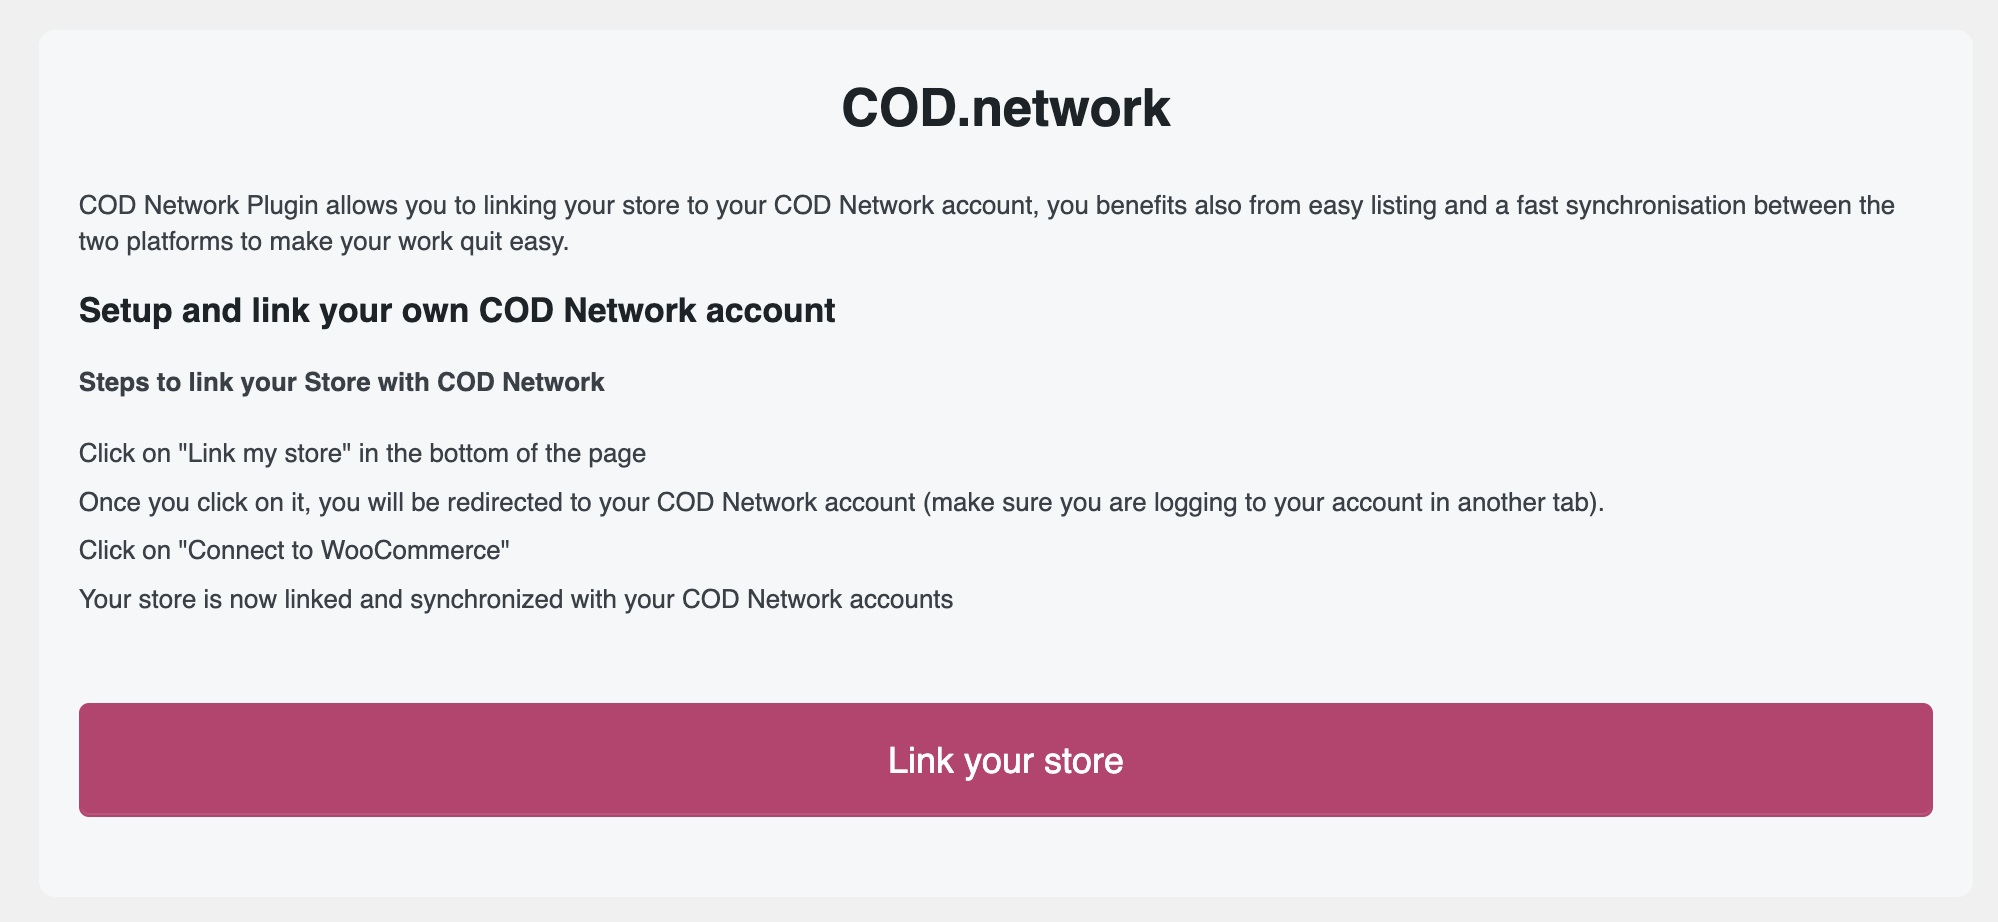 COD.network
COD Network Plugin allows you to linking your store to your COD Network account, you benefits also from easy listing and a fast synchronisation between the
two platforms to make your work quit easy.
Setup and link your own COD Network account
Steps to link your Store with COD Network
Click on "Link my store" in the bottom of the page
Once you click on it, you will be redirected to your COD Network account (make sure you are logging to your account in another tab).
Click on "Connect to WooCommerce"
Your store is now linked and synchronized with your COD Network accounts
Link your store